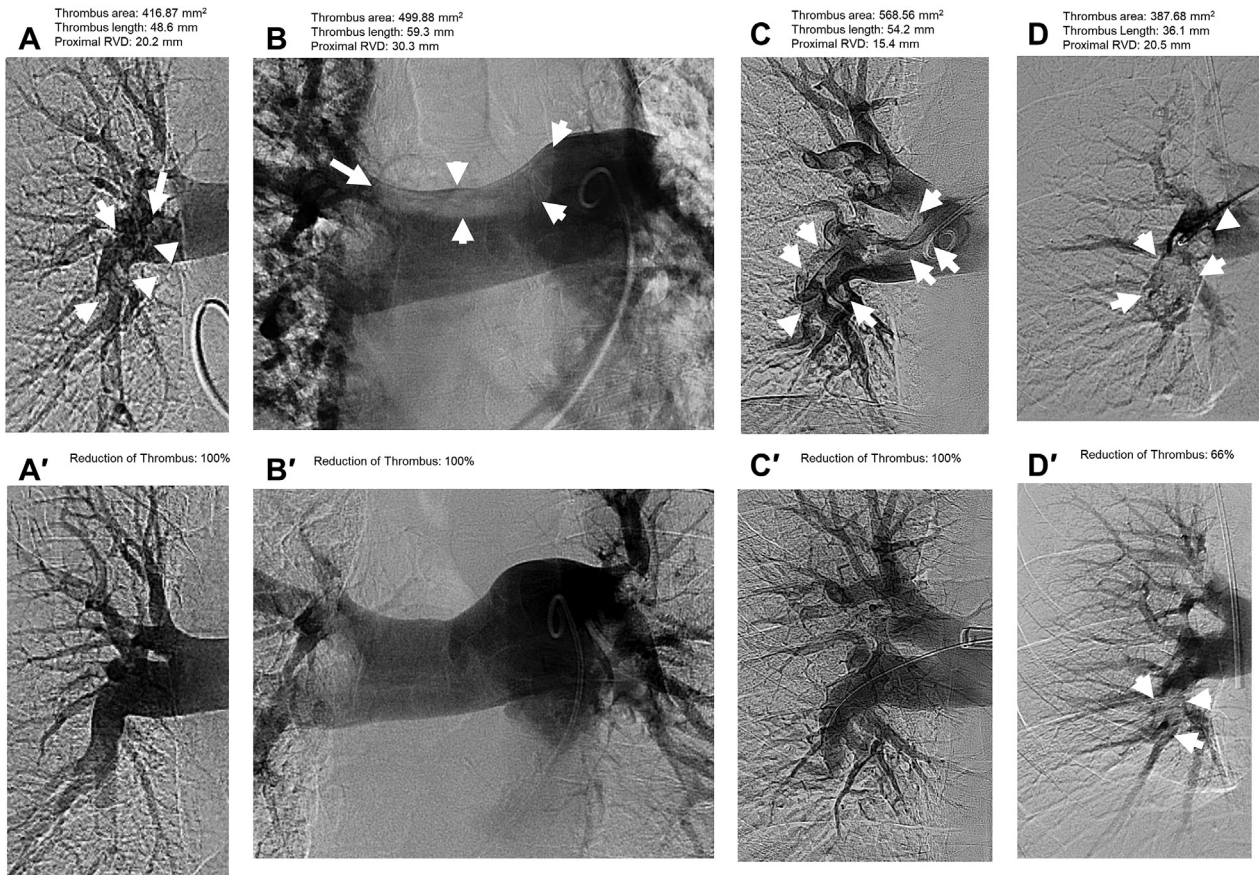 A
Thrombus area: 416.87 mm²
Thrombus length: 48.6 mm
Proximal RVD: 20.2 mm
B
Thrombus area: 499.88 mm²
Thrombus length: 59.3 mm
Proximal RVD: 30.3 mm
C
Thrombus area: 568.56 mm²
Thrombus length: 54.2 mm
Proximal RVD: 15.4 mm
D
Thrombus area: 387.68 mm²
Thrombus Length: 36.1 mm
Proximal RVD: 20.5 mm
A′
Reduction of Thrombus: 100%
B′
Reduction of Thrombus: 100%
C′
Reduction of Thrombus: 100%
D′
Reduction of Thrombus: 66%